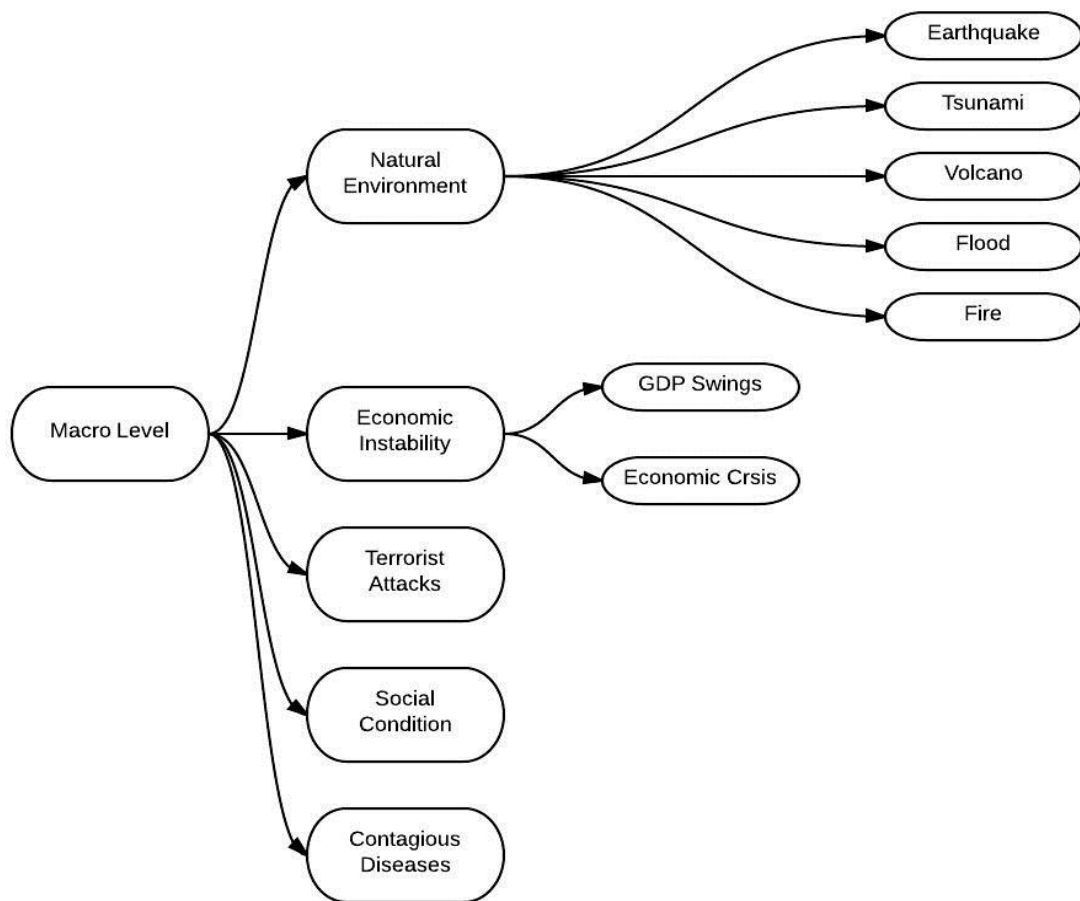 Earthquake
Tsunami
Natural
Environment
Volcano
Flood
Fire
GDP Swings
Macro Level
Economic
Instability
Economic Crsis
Terrorist
Attacks
Social
Condition
Contagious
Diseases